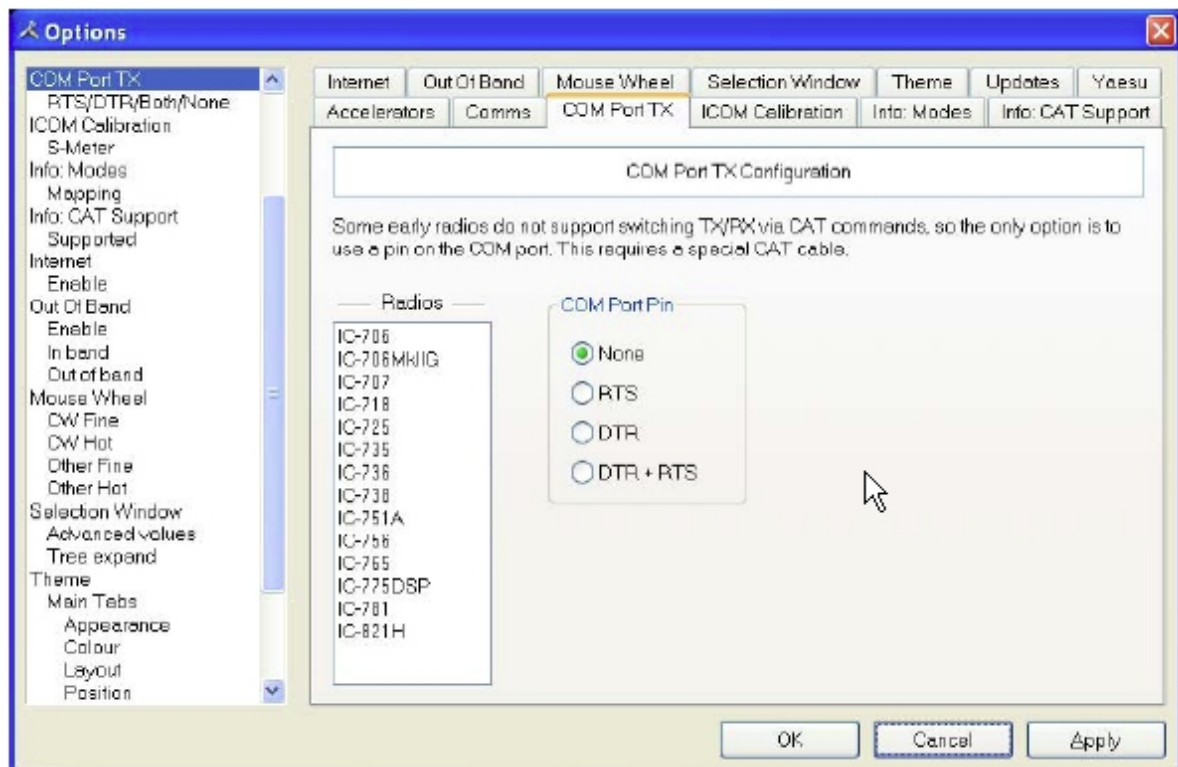 Options
COM Port TX
RTS/DTR/Both/None
ICOM Calibration
S-Meter
Info: Modes
Mapping
Info: CAT Support
Supported
Internet
Enable
Out Of Band
Enable
In band
Out of band
Mouse Wheel
CW Fine
CW Hot
Other Fine
Other Hot
Selection Window
Advanced values
Tree expand
Theme
Main Tabs
Appearance
Colour
Layout
Position
Internet Out Of Band Mouse Wheel Selection Window Theme Updates Yaesu
Accelerators Comms COM Port TX ICOM Calibration Info: Modes Info: CAT Support
COM Port TX Configuration
Some early radios do not support switching TX/RX via CAT commands, so the only option is to
use a pin on the COM port. This requires a special CAT cable.
Radios
IC-706
IC-706MkIIG
IC-707
IC-718
IC-725
IC-735
IC-736
IC-738
IC-751A
IC-756
IC-765
IC-775DSP
IC-781
IC-821H
COM Port Pin
None
RTS
DTR
DTR + RTS
OK Cancel Apply